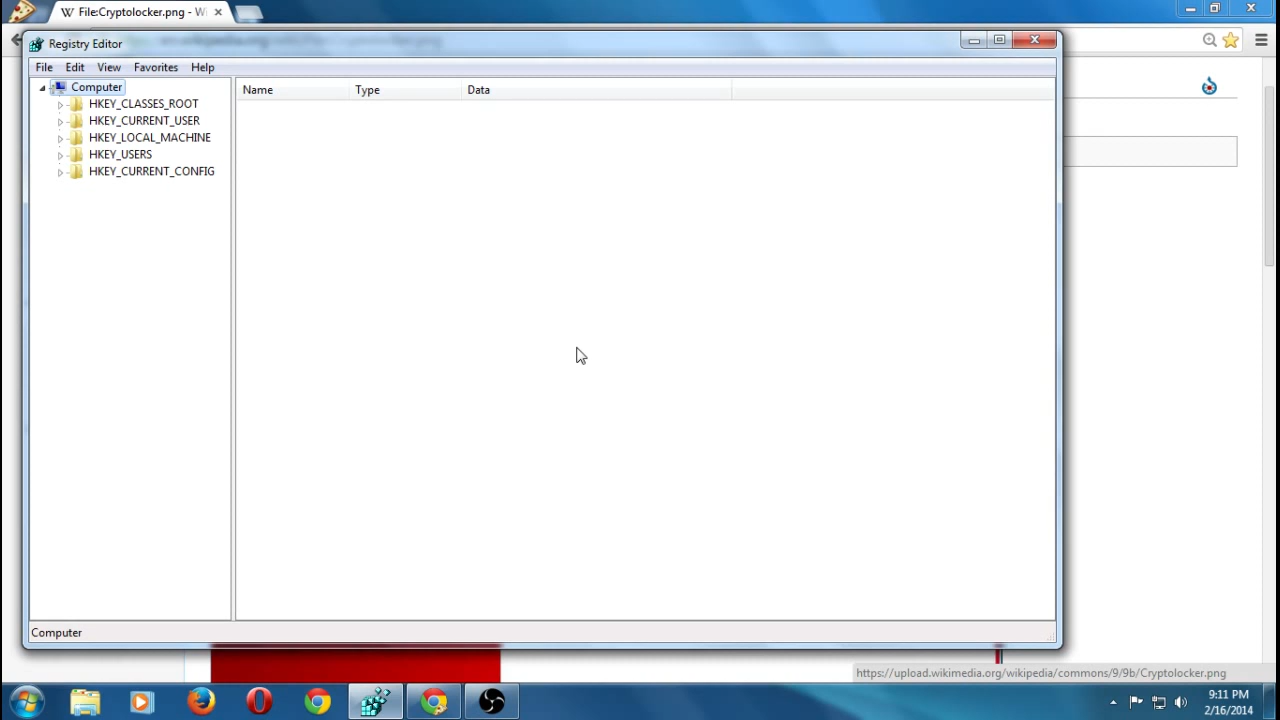 File:Cryptolocker.png - Wi
Registry Editor
File Edit View Favorites Help
Computer
HKEY_CLASSES_ROOT
HKEY_CURRENT_USER
HKEY_LOCAL_MACHINE
HKEY_USERS
HKEY_CURRENT_CONFIG
Name Type Data
Computer
https://upload.wikimedia.org/wikipedia/commons/9/9b/Cryptolocker.png
9:11 PM
2/16/2014